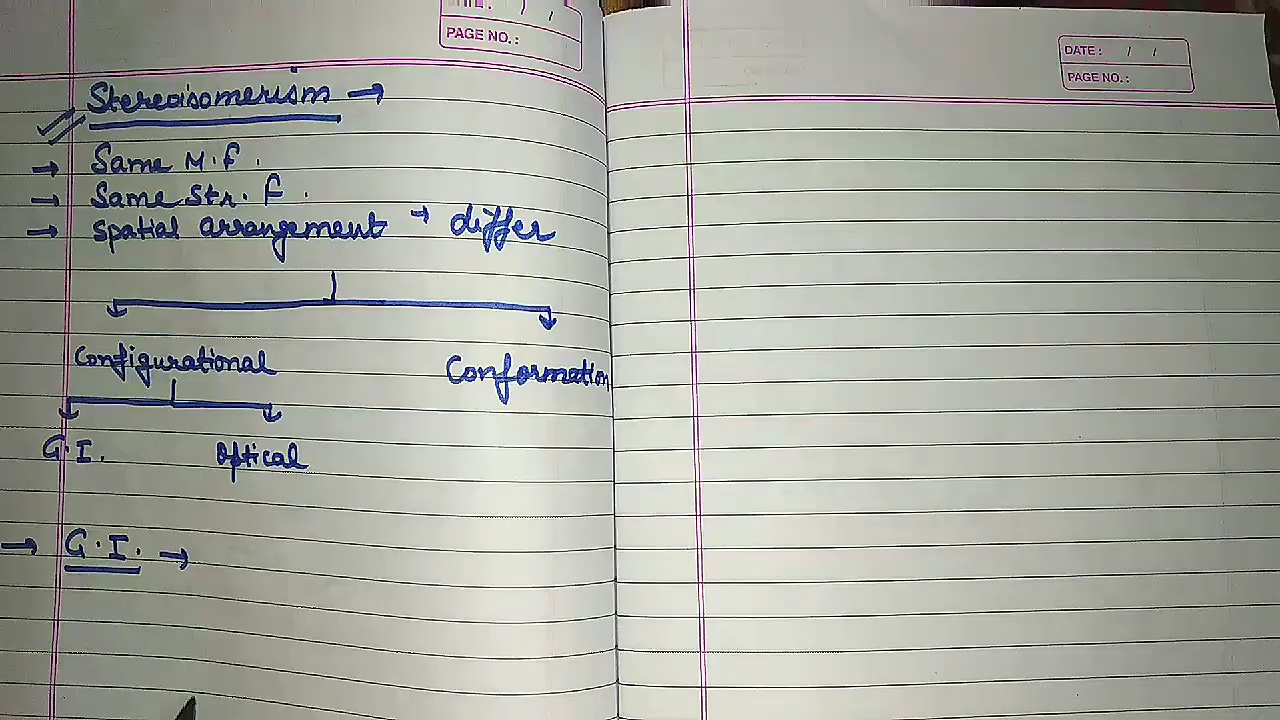 PAGE NO.:
DATE : / /
PAGE NO.:
Stereoisomerism →
→ Same M.F.
→ Same Str. F.
→ Spatial arrangement → differ
Configurational Conformation
G.I. Optical
→ G.I. →